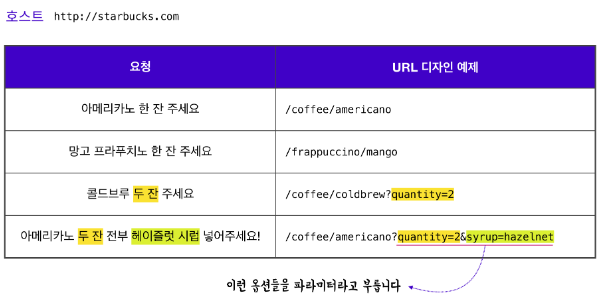 호스트 http://starbucks.com
요청 URL 디자인 예제
아메리카노 한 잔 주세요 /coffee/americano
망고 프라푸치노 한 잔 주세요 /frappuccino/mango
콜드브루 두 잔 주세요 /coffee/coldbrew?quantity=2
아메리카노 두 잔 전부 헤이즐럿 시럽 넣어주세요! /coffee/americano?quantity=2&syrup=hazelnet
이런 옵션들을 파라미터라고 부릅니다